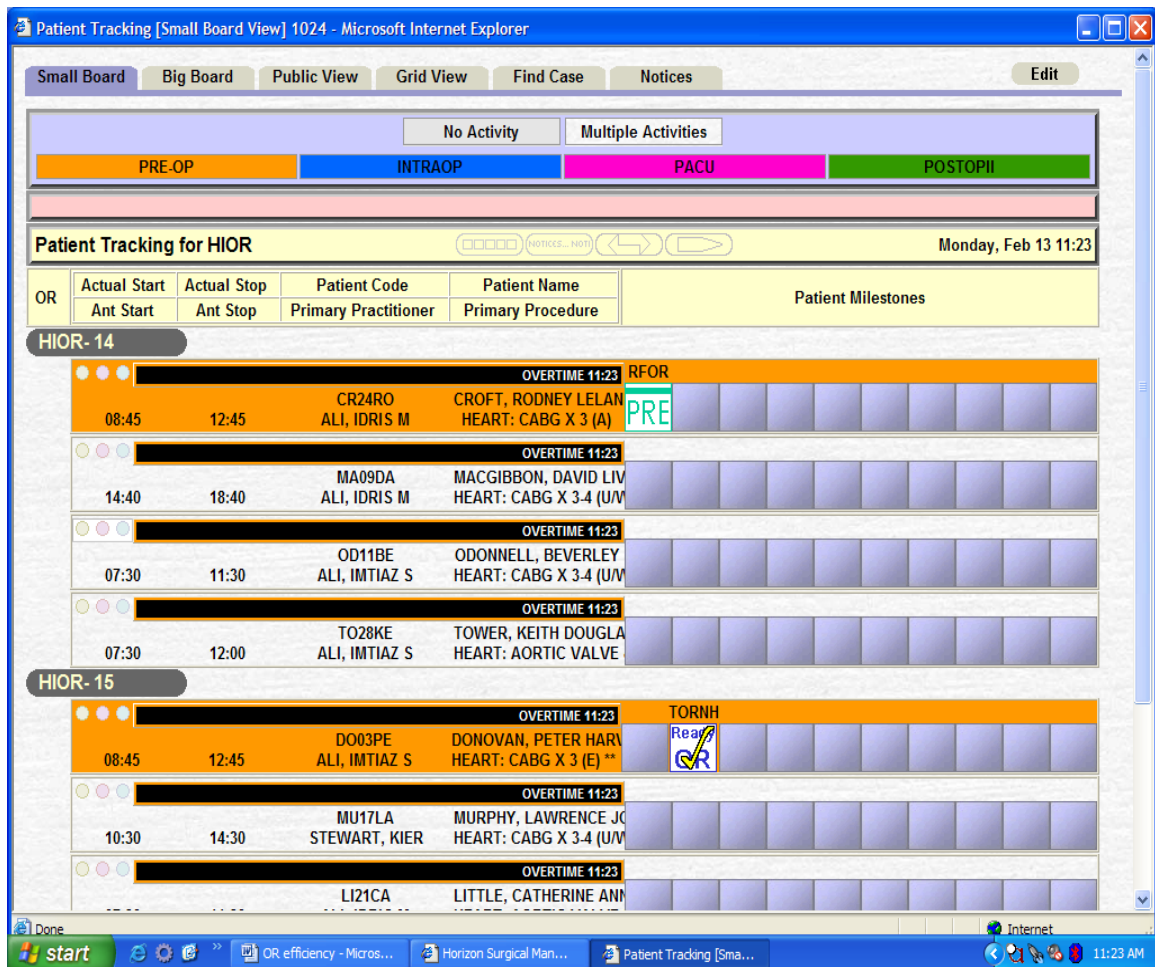 Patient Tracking [Small Board View] 1024 - Microsoft Internet Explorer
Small Board Big Board Public View Grid View Find Case Notices Edit
No Activity Multiple Activities
PRE-OP INTRAOP PACU POSTOPII
Patient Tracking for HIOR NOTICES... NOTI Monday, Feb 13 11:23
OR Actual Start Actual Stop Patient Code Patient Name Patient Milestones
Ant Start Ant Stop Primary Practitioner Primary Procedure
HIOR- 14
OVERTIME 11:23 RFOR
CR24RO CROFT, RODNEY LELAN PRE
08:45 12:45 ALI, IDRIS M HEART: CABG X 3 (A)
OVERTIME 11:23
MA09DA MACGIBBON, DAVID LIV
14:40 18:40 ALI, IDRIS M HEART: CABG X 3-4 (U/W
OVERTIME 11:23
OD11BE ODONNELL, BEVERLEY
07:30 11:30 ALI, IMTIAZ S HEART: CABG X 3-4 (U/W
OVERTIME 11:23
TO28KE TOWER, KEITH DOUGLA
07:30 12:00 ALI, IMTIAZ S HEART: AORTIC VALVE
HIOR- 15
OVERTIME 11:23 TORNH
DO03PE DONOVAN, PETER HARV Ready OR
08:45 12:45 ALI, IMTIAZ S HEART: CABG X 3 (E) **
OVERTIME 11:23
MU17LA MURPHY, LAWRENCE JO
10:30 14:30 STEWART, KIER HEART: CABG X 3-4 (U/W
OVERTIME 11:23
LI21CA LITTLE, CATHERINE ANN
Done Internet
start OR efficiency - Micros... Horizon Surgical Man... Patient Tracking [Sma... 11:23 AM